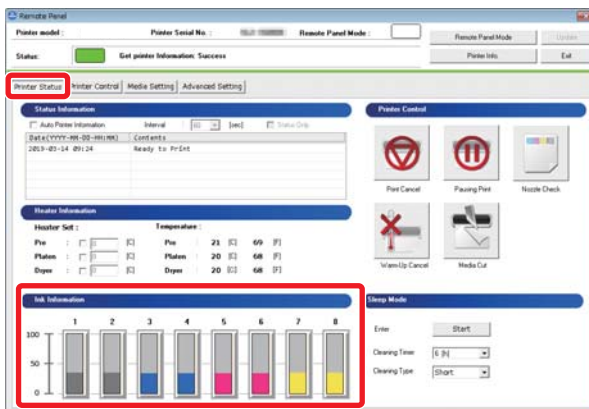 Remote Panel
Printer model : Printer Serial No. : Remote Panel Mode : Remote Panel Mode Update
Status: Get printer Information: Success Printer Info. Exit
Printer Status Printer Control Media Setting Advanced Setting
Status Information Printer Control
Auto Printer Information Interval : 60 [sec] Status Only
Date(YYYY-MM-DD-HH:MM) Contents
2019-03-14 09:24 Ready to Print
Print Cancel Pausing Print Nozzle Check
Heater Information
Heater Set : Temperature :
Pre : [C] Pre : 21 [C] 69 [F]
Platen : [C] Platen : 20 [C] 68 [F]
Dryer : [C] Dryer : 20 [C] 68 [F]
Warm-Up Cancel Media Cut
Ink Information Sleep Mode
1 2 3 4 5 6 7 8
100
Enter Start
50
Cleaning Timer 6 [h]
Cleaning Type Short
0